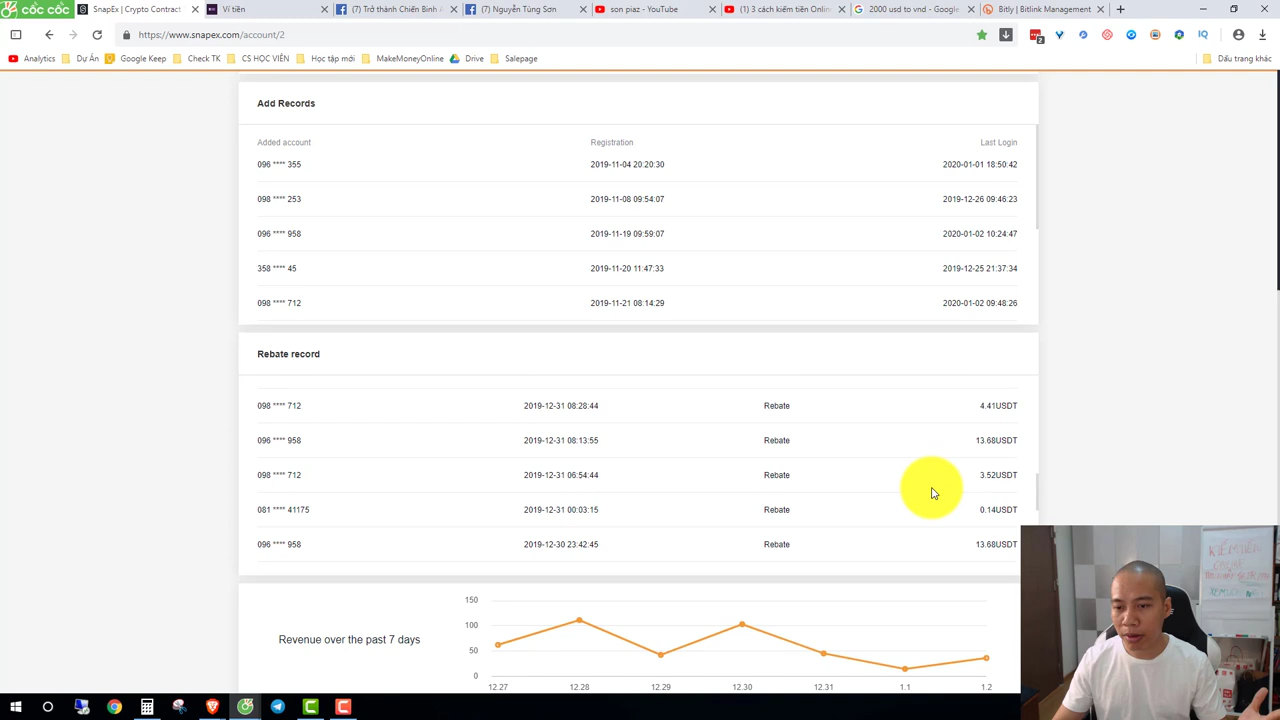 cốc cốc
SnapEx | Crypto Contract
Ví tiền
(7) Trở thành Chiến Binh A
(7) Nguyễn Tùng Sơn
son piaz - YouTube
(1) 3 cách kiếm tiền Onlin
2000 usd to vnd - Google
Bitly | Bitlink Management
https://www.snapex.com/account/2
2
IQ
Analytics
Dự Án
Google Keep
Check TK
CS HỌC VIÊN
Học tập mới
MakeMoneyOnline
Drive
Salepage
Dấu trang khác
Add Records
Added account Registration Last Login
096 **** 355 2019-11-04 20:20:30 2020-01-01 18:50:42
098 **** 253 2019-11-08 09:54:07 2019-12-26 09:46:23
096 **** 958 2019-11-19 09:59:07 2020-01-02 10:24:47
358 **** 45 2019-11-20 11:47:33 2019-12-25 21:37:34
098 **** 712 2019-11-21 08:14:29 2020-01-02 09:48:26
Rebate record
098 **** 712 2019-12-31 08:28:44 Rebate 4.41USDT
096 **** 958 2019-12-31 08:13:55 Rebate 13.68USDT
098 **** 712 2019-12-31 06:54:44 Rebate 3.52USDT
081 **** 41175 2019-12-31 00:03:15 Rebate 0.14USDT
096 **** 958 2019-12-30 23:42:45 Rebate 13.68USDT
Revenue over the past 7 days
150
100
50
0
12.27 12.28 12.29 12.30 12.31 1.1 1.2
KIẾM TIỀN
ONLINE